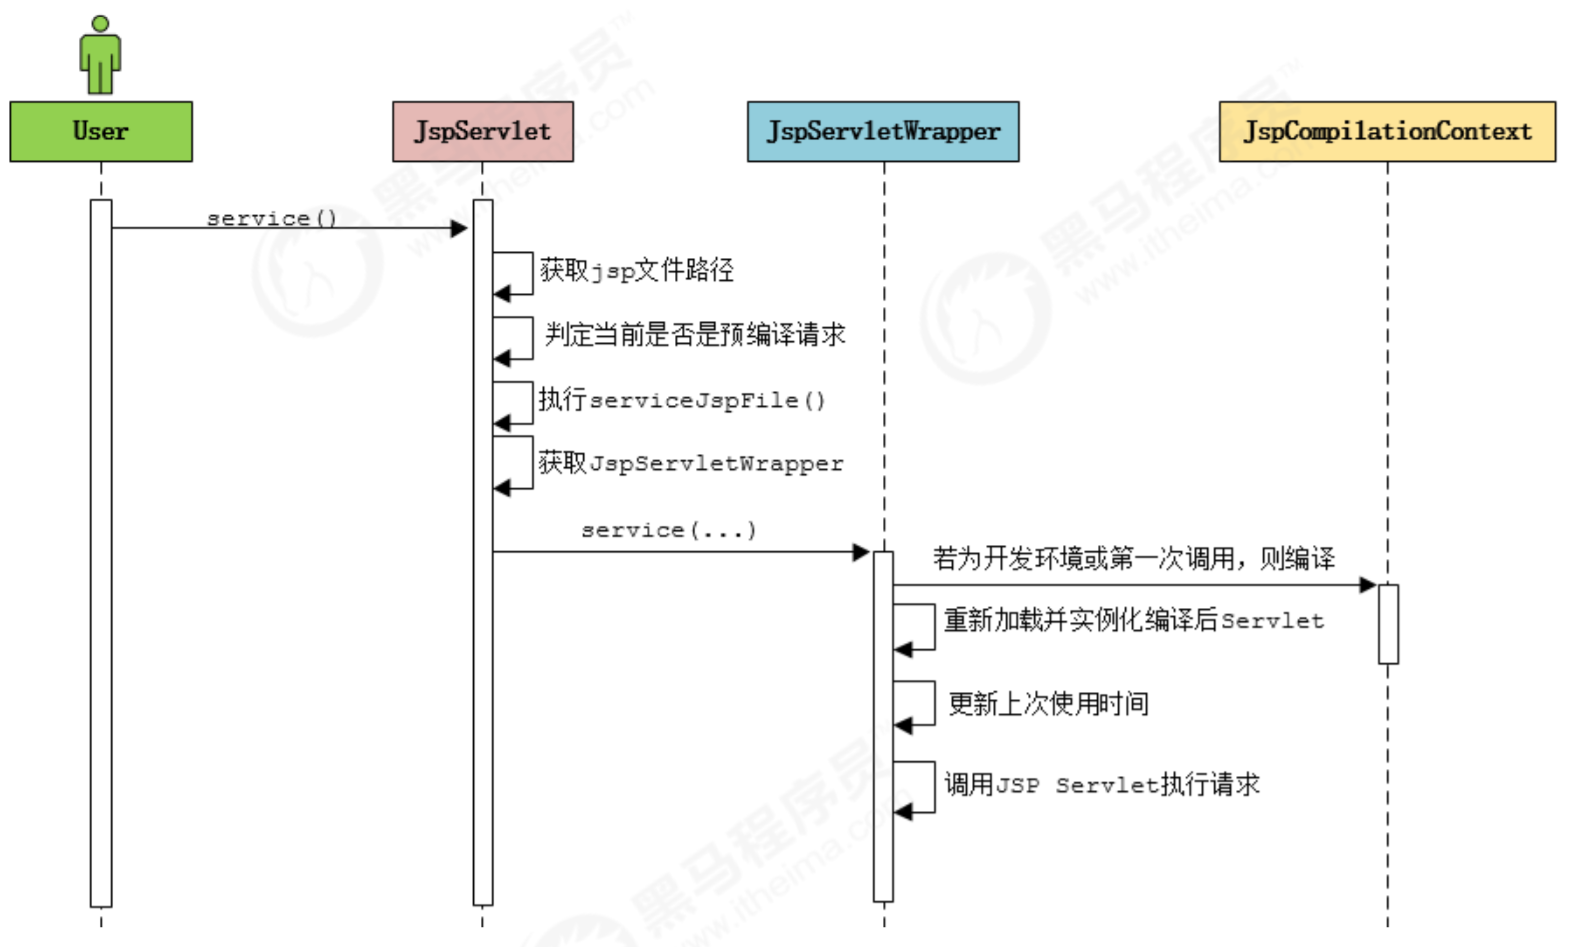 User
JspServlet
JspServletWrapper
JspCompilationContext
service()
获取jsp文件路径
判定当前是否是预编译请求
执行serviceJspFile()
获取JspServletWrapper
service(...)
若为开发环境或第一次调用，则编译
重新加载并实例化编译后Servlet
更新上次使用时间
调用JSP Servlet执行请求
黑马程序员™
www.itheima.com
黑马程序员™
www.itheima.com
黑马程序员
www.itheima.com